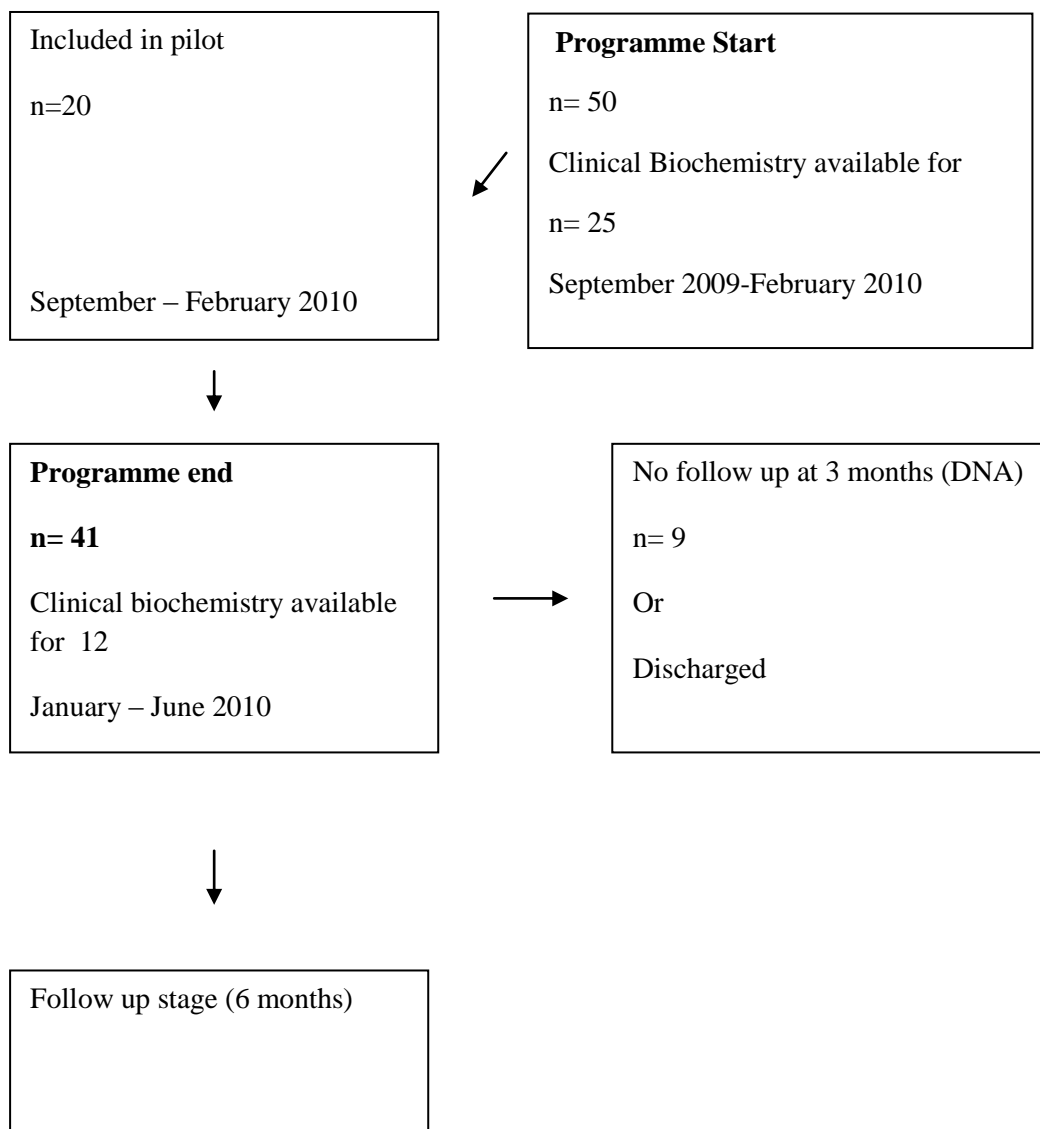 Included in pilot
n=20
September – February 2010
Programme Start
n= 50
Clinical Biochemistry available for
n= 25
September 2009-February 2010
Programme end
n= 41
Clinical biochemistry available
for 12
January – June 2010
No follow up at 3 months (DNA)
n= 9
Or
Discharged
Follow up stage (6 months)